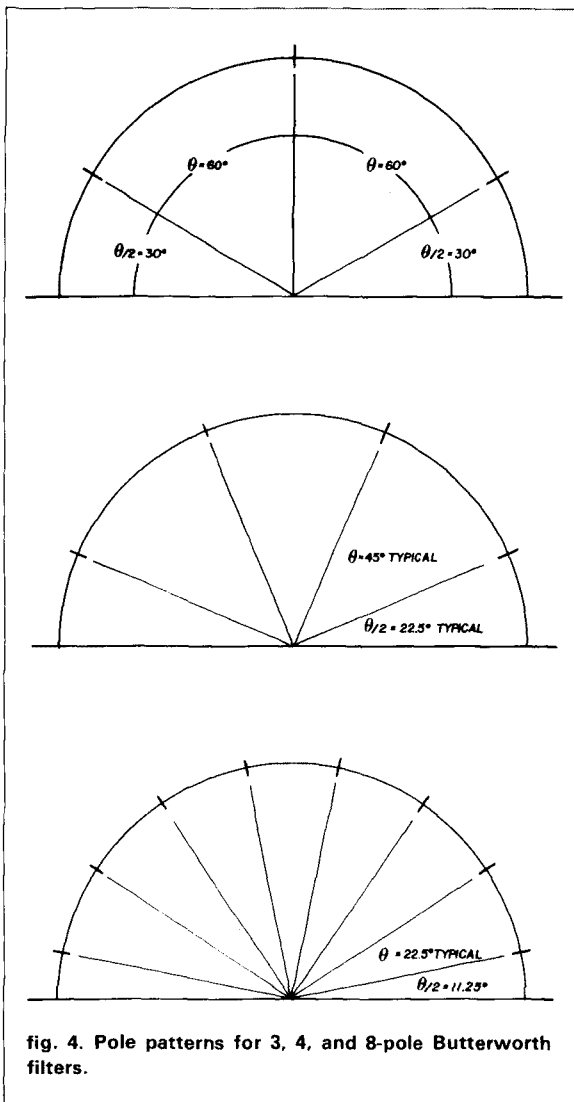 θ=60° θ=60°
θ/2=30° θ/2=30°
θ=45° TYPICAL
θ/2 = 22.5° TYPICAL
θ =22.5° TYPICAL
θ/2=11.25°
fig. 4. Pole patterns for 3, 4, and 8-pole Butterworth
filters.